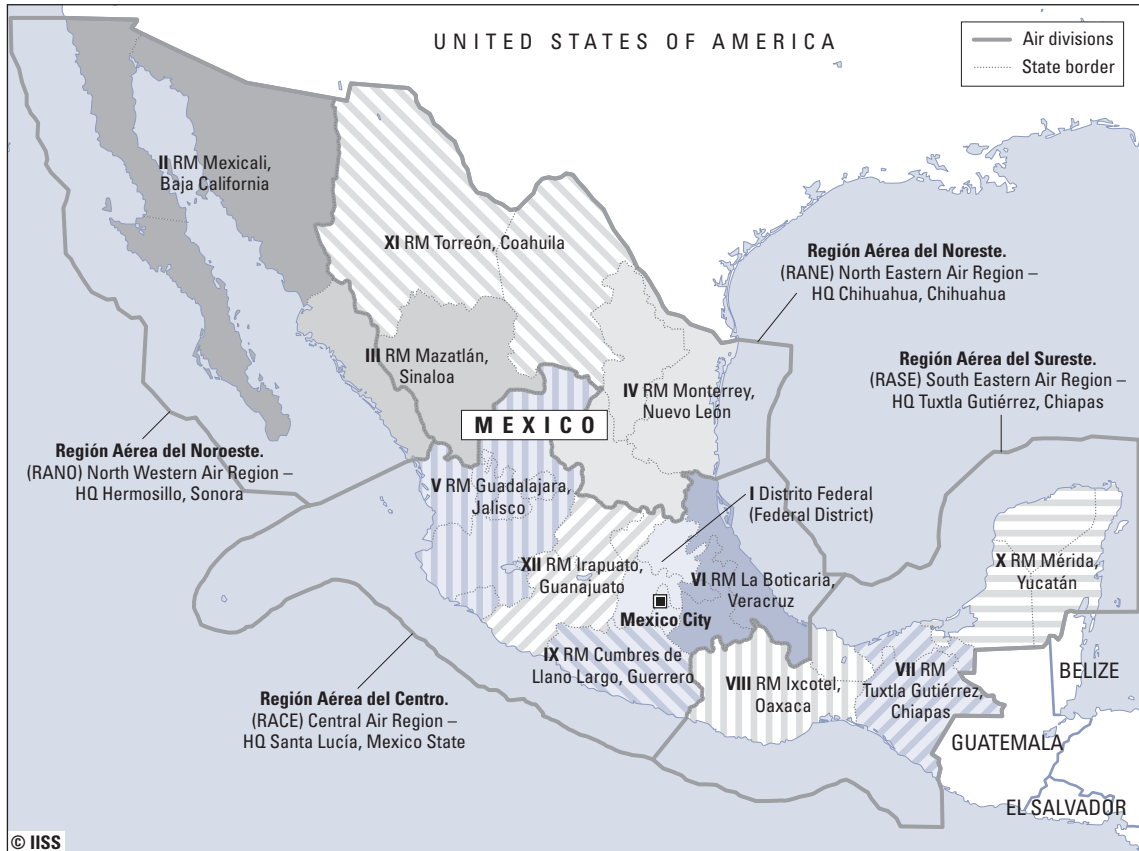 UNITED STATES OF AMERICA
Air divisions
State border
II RM Mexicali,
Baja California
XI RM Torreón, Coahuila
Región Aérea del Noreste.
(RANE) North Eastern Air Region –
HQ Chihuahua, Chihuahua
III RM Mazatlán,
Sinaloa
IV RM Monterrey,
Nuevo León
Región Aérea del Sureste.
(RASE) South Eastern Air Region –
HQ Tuxtla Gutiérrez, Chiapas
MEXICO
Región Aérea del Noroeste.
(RANO) North Western Air Region –
HQ Hermosillo, Sonora
V RM Guadalajara,
Jalisco
I Distrito Federal
(Federal District)
XII RM Irapuato,
Guanajuato
VI RM La Boticaria,
Veracruz
X RM Mérida,
Yucatán
Mexico City
IX RM Cumbres de
Llano Largo, Guerrero
VIII RM Ixcotel,
Oaxaca
VII RM
Tuxtla Gutiérrez,
Chiapas
BELIZE
Región Aérea del Centro.
(RACE) Central Air Region –
HQ Santa Lucía, Mexico State
GUATEMALA
EL SALVADOR
© IISS